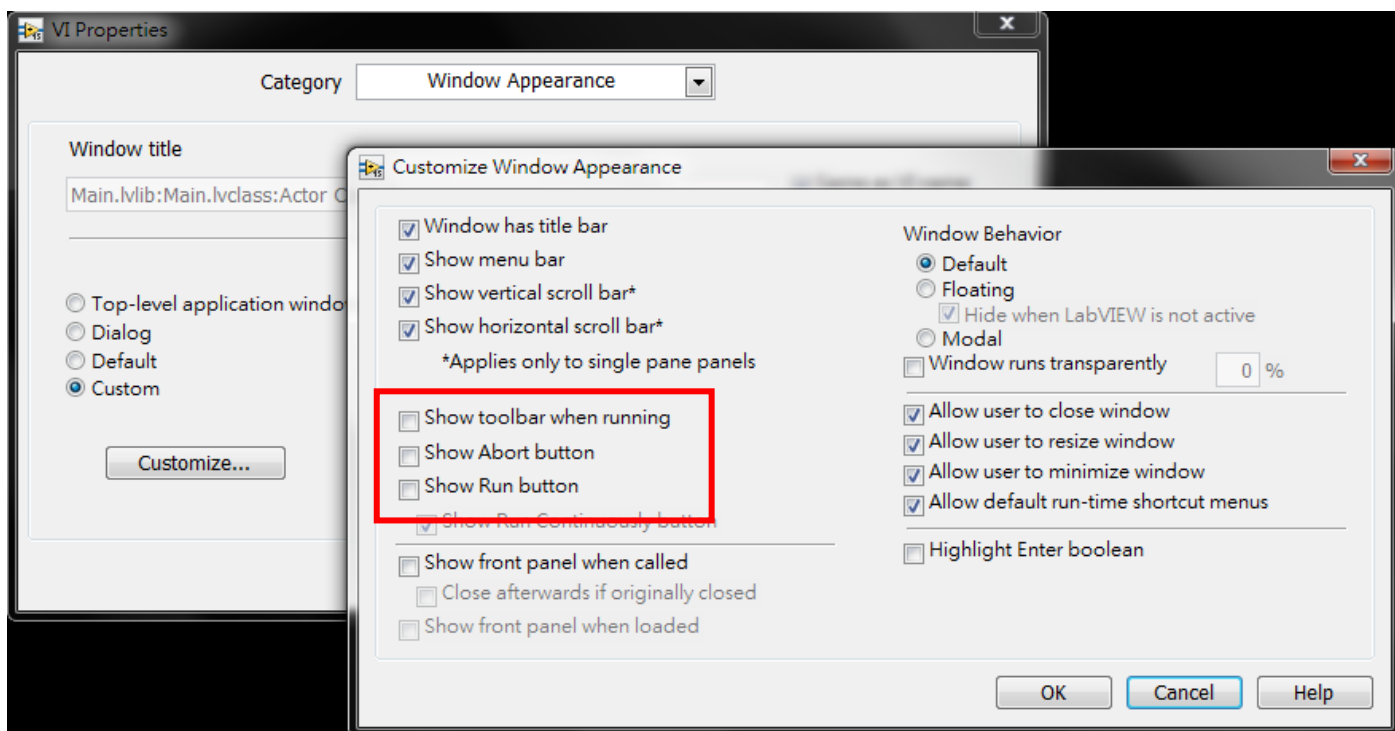 VI Properties
x
Category
Window Appearance
Window title
Main.lvlib:Main.lvclass:Actor C
Top-level application windo
Dialog
Default
Custom
Customize...
Customize Window Appearance
x
Window has title bar
Show menu bar
Show vertical scroll bar*
Show horizontal scroll bar*
*Applies only to single pane panels
Show toolbar when running
Show Abort button
Show Run button
Show Run Continuously button
Show front panel when called
Close afterwards if originally closed
Show front panel when loaded
Window Behavior
Default
Floating
Hide when LabVIEW is not active
Modal
Window runs transparently
0 %
Allow user to close window
Allow user to resize window
Allow user to minimize window
Allow default run-time shortcut menus
Highlight Enter boolean
OK
Cancel
Help